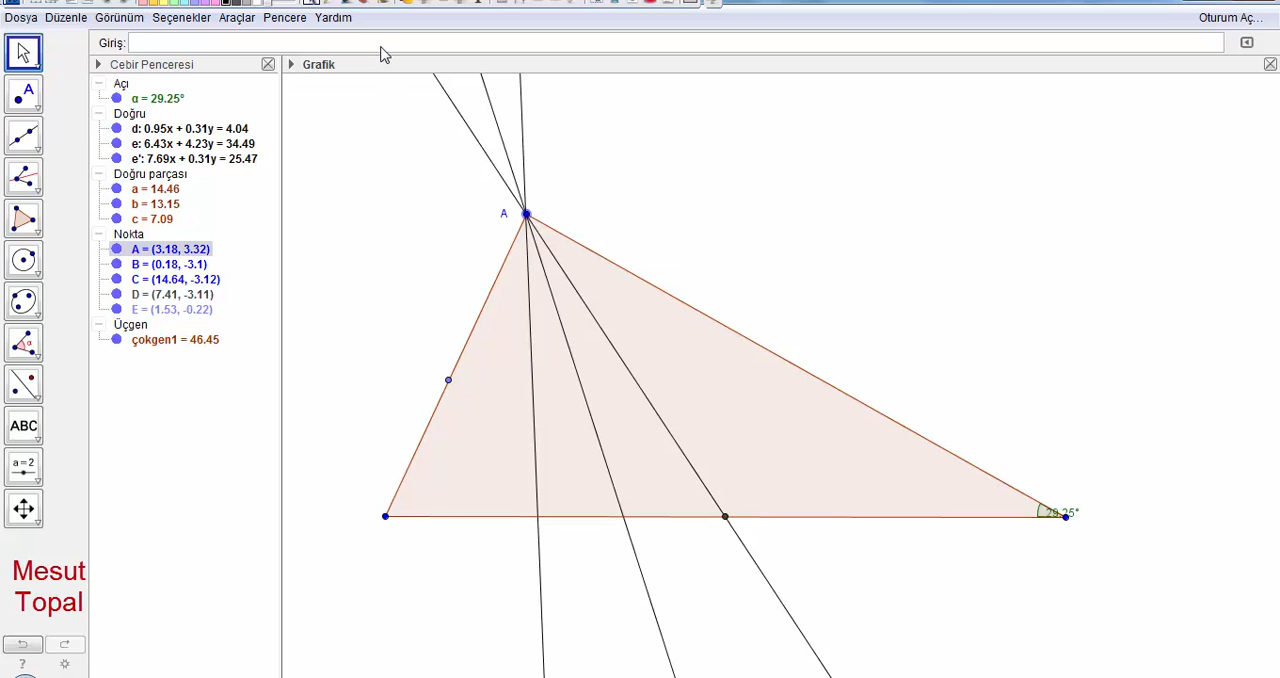 Dosya Düzenle Görünüm Seçenekler Araçlar Pencere Yardım Oturum Aç...
Giriş:
Cebir Penceresi Grafik
Açı
α = 29.25°
Doğru
d: 0.95x + 0.31y = 4.04
e: 6.43x + 4.23y = 34.49
e': 7.69x + 0.31y = 25.47
Doğru parçası
a = 14.46
b = 13.15
c = 7.09
Nokta
A = (3.18, 3.32)
B = (0.18, -3.1)
C = (14.64, -3.12)
D = (7.41, -3.11)
E = (1.53, -0.22)
Üçgen
çokgen1 = 46.45
A
α
ABC
a = 2
Mesut
Topal
?
A
29.25°